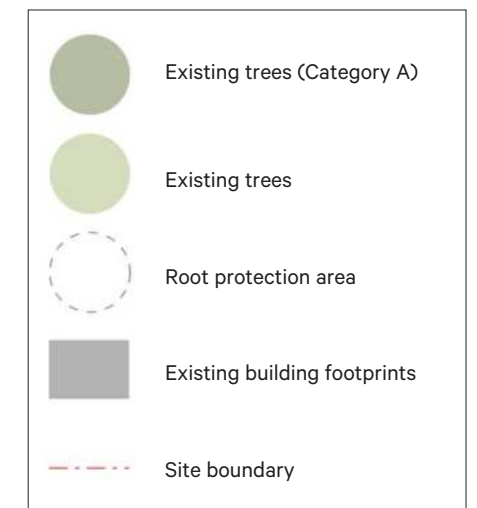 Existing trees (Category A)
Existing trees
Root protection area
Existing building footprints
Site boundary